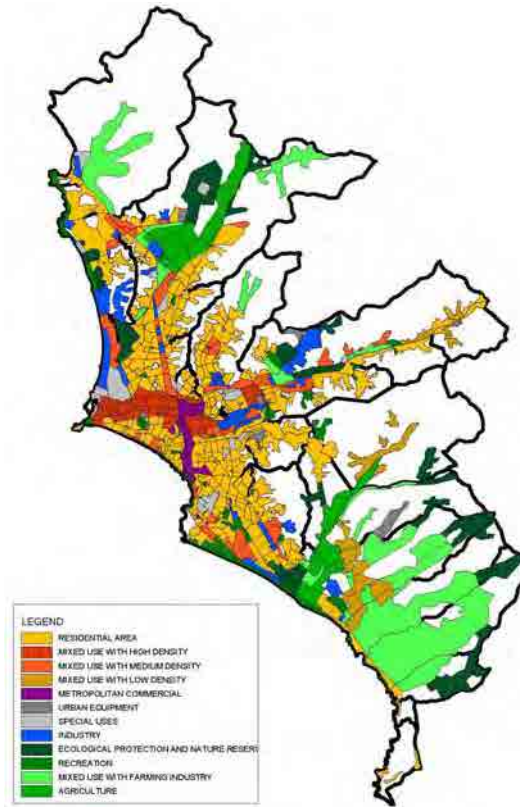 LEGEND
RESIDENTIAL AREA
MIXED USE WITH HIGH DENSITY
MIXED USE WITH MEDIUM DENSITY
MIXED USE WITH LOW DENSITY
METROPOLITAN COMMERCIAL
URBAN EQUIPMENT
SPECIAL USES
INDUSTRY
ECOLOGICAL PROTECTION AND NATURE RESER
RECREATION
MIXED USE WITH FARMING INDUSTRY
AGRICULTURE